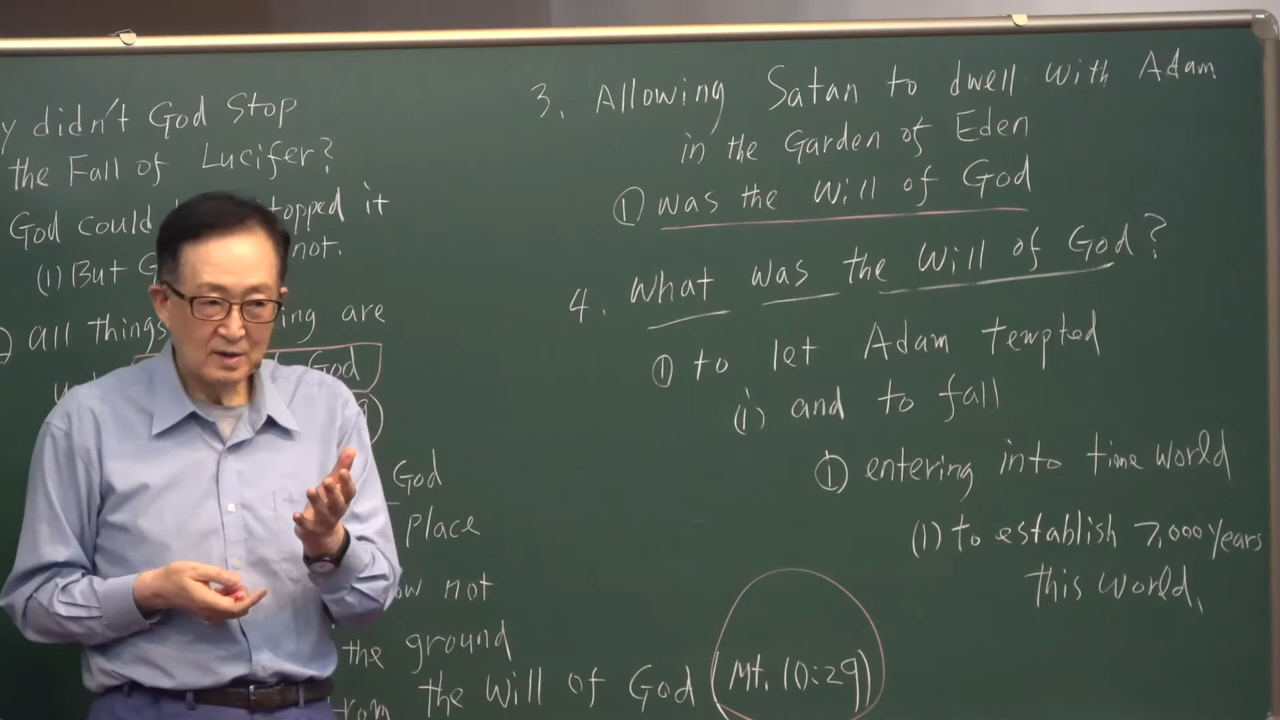 y didn't God Stop
the Fall of Lucifer?
God could topped it
(1) But G not.
all things ing are
God
9)
God
place
ow not
the ground
from the Will of God (Mt. 10:29)
3. Allowing Satan to dwell with Adam
in the Garden of Eden
① was the Will of God
4. What was the Will of God?
① to let Adam tempted
(1) and to fall
① entering into time world
(1) to establish 7,000 years
this world.